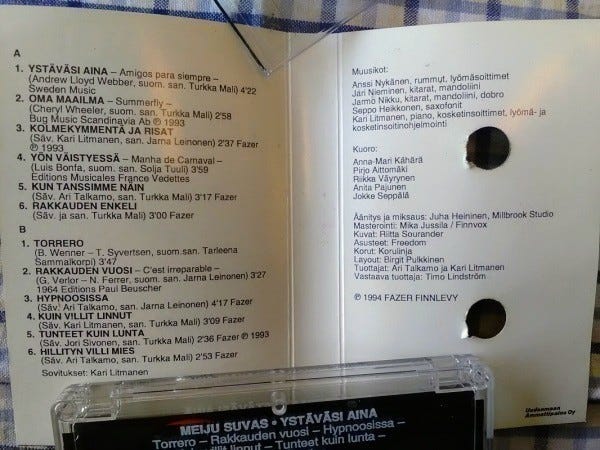 A
1. YSTÄVÄSI AINA – Amigos para siempre –
(Andrew Lloyd Webber, suom. san. Turkka Mali) 4'22
Sweden Music
2. OMA MAAILMA – Summerfly –
(Cheryl Wheeler, suom. san. Turkka Mali) 2'58
Bug Music Scandinavia Ab ℗ 1993
3. KOLMEKYMMENTÄ JA RISAT
(Säv. Kari Litmanen, san. Jarna Leinonen) 2'37 Fazer
℗ 1993
4. YÖN VÄISTYESSÄ – Manha de Carnaval –
(Luis Bonfa, suom. san. Solja Tuuli) 3'59
Editions Musicales France Vedettes
5. KUN TANSSIMME NÄIN
(Säv. Ari Talkamo, san. Turkka Mali) 3'17 Fazer
6. RAKKAUDEN ENKELI
(Säv. ja san. Turkka Mali) 3'00 Fazer
B
1. TORRERO
(B. Wenner – T. Syvertsen, suom.san. Tarleena
Sammalkorpi) 3'47
2. RAKKAUDEN VUOSI – C'est irreparable –
(G. Verlor – N. Ferrer, suom. san. Jarna Leinonen) 3'27
1964 Editions Paul Beuscher
3. HYPNOOSISSA
(Säv. Ari Talkamo, san. Jarna Leinonen) 4'17 Fazer
4. KUIN VILLIT LINNUT
(Säv. Kari Litmanen, san. Turkka Mali) 3'09 Fazer
5. TUNTEET KUIN LUNTA
(Säv. Jori Sivonen, san. Turkka Mali) 2'36 Fazer ℗ 1993
6. HILLITYN VILLI MIES
(Säv. Ari Talkamo, san. Turkka Mali) 2'53 Fazer
Sovitukset: Kari Litmanen
Muusikot:
Anssi Nykänen, rummut, lyömäsoittimet
Jari Nieminen, kitarat, mandoliini
Jarmo Nikku, kitarat, mandoliini, dobro
Seppo Heikkonen, saxofonit
Kari Litmanen, piano, kosketinsoittimet, lyömä- ja
kosketinsoitinohjelmointi
Kuoro:
Anna-Mari Kähärä
Pirjo Aittomäki
Riikka Väyrynen
Anita Pajunen
Jokke Seppälä
Äänitys ja miksaus: Juha Heininen, Millbrook Studio
Masterointi: Mika Jussila / Finnvox
Kuvat: Riitta Sourander
Asusteet: Freedom
Korut: Korulinja
Layout: Birgit Pulkkinen
Tuottajat: Ari Talkamo ja Kari Litmanen
Vastaava tuottaja: Timo Lindström
℗ 1994 FAZER FINNLEVY
Uudenmaan
Ammattipaino Oy
MEIJU SUVAS • YSTÄVÄSI AINA
Torrero – Rakkauden vuosi – Hypnoosissa –
villit linnut – Tunteet kuin lunta –